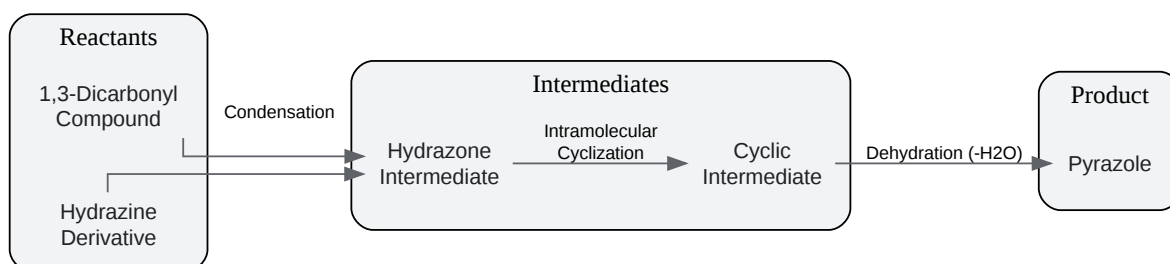 Reactants
1,3-Dicarbonyl
Compound
Hydrazine
Derivative
Condensation
Intermediates
Hydrazone
Intermediate
Intramolecular
Cyclization
Cyclic
Intermediate
Dehydration (-H2O)
Product
Pyrazole